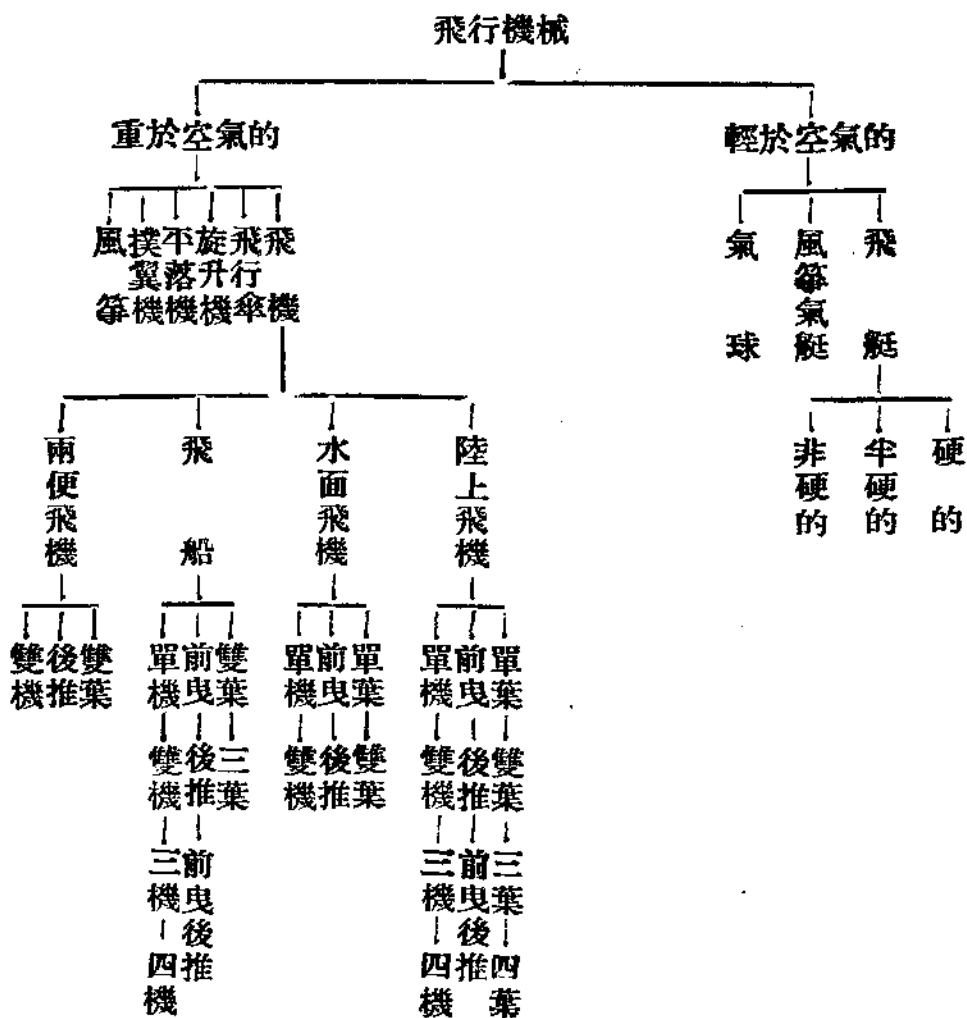 飛行機械
重於空氣的
輕於空氣的
飛機
飛行傘
旋升機
平落機
撲翼機
風箏
飛艇
風箏氣艇
氣球
硬的
半硬的
非硬的
陸上飛機
水面飛機
飛船
兩便飛機
單葉
雙葉
三葉
四葉
前曳
後推
前曳後推
單機
雙機
三機
四機
單葉
雙葉
前曳
後推
單機
雙機
雙葉
三葉
前曳
後推
前曳後推
單機
雙機
三機
四機
雙葉
後推
雙機